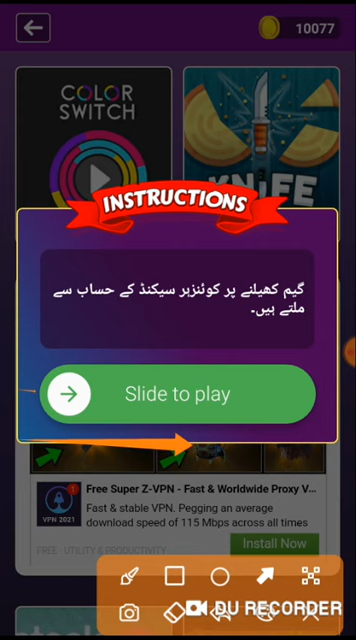 10077
COLOR
SWITCH
KNIFE
INSTRUCTIONS
گیم کھیلنے پر کوئنزہر سیکنڈ کے حساب سے
ملتے ہیں۔
Slide to play
Free Super Z-VPN - Fast & Worldwide Proxy V...
Fast & stable VPN. Pegging an average
download speed of 115 Mbps across all times
VPN 2021
FREE · UTILITY & PRODUCTIVITY
Install Now
DU RECORDER